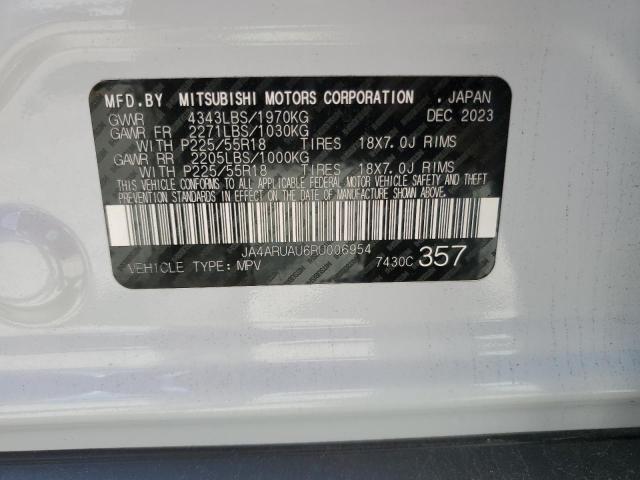 MFD.BY MITSUBISHI MOTORS CORPORATION , JAPAN
GVWR 4343LBS/1970KG DEC 2023
GAWR FR 2271LBS/1030KG
WITH P225/55R18 TIRES 18X7.0J RIMS
GAWR RR 2205LBS/1000KG
WITH P225/55R18 TIRES 18X7.0J RIMS
THIS VEHICLE CONFORMS TO ALL APPLICABLE FEDERAL MOTOR VEHICLE SAFETY AND THEFT
PREVENTION STANDARDS IN EFFECT ON THE DATE OF MANUFACTURE SHOWN ABOVE.
JA4ARUAU6RU006954
VEHICLE TYPE: MPV 7430C 357